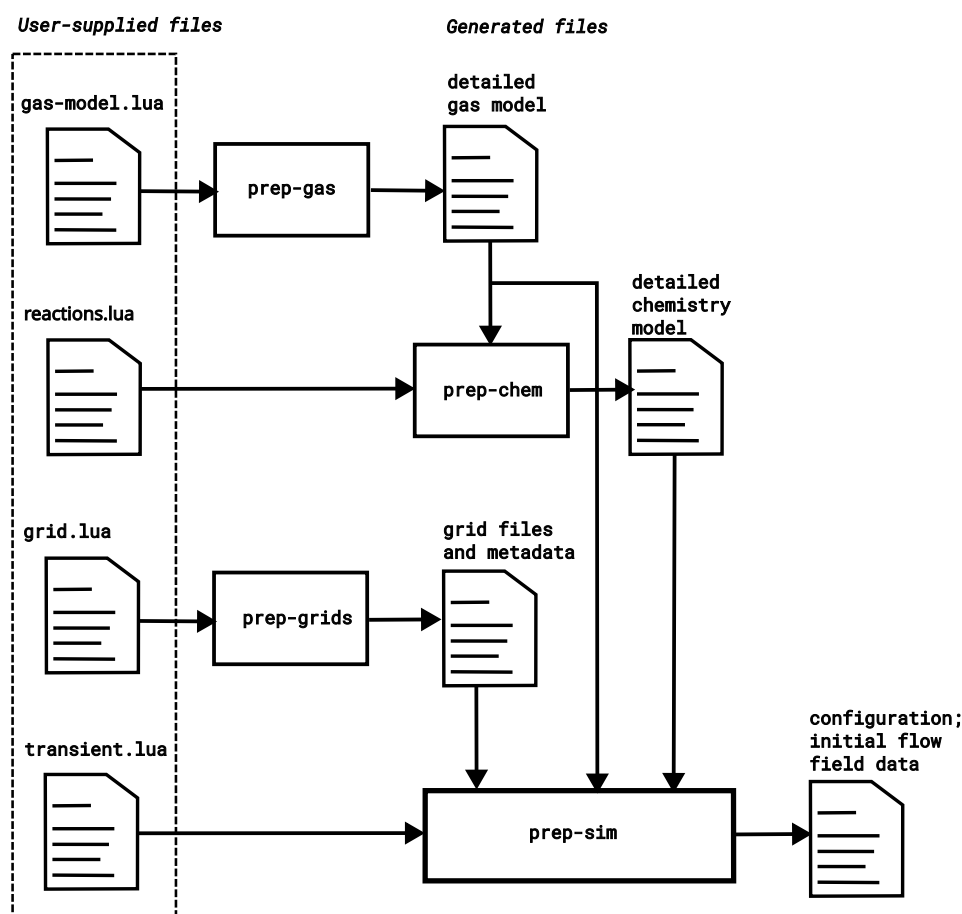 User-supplied files
Generated files
detailed
gas model
gas-model.lua
prep-gas
detailed
chemistry
model
reactions.lua
prep-chem
grid files
and metadata
grid.lua
prep-grids
configuration;
initial flow
field data
transient.lua
prep-sim